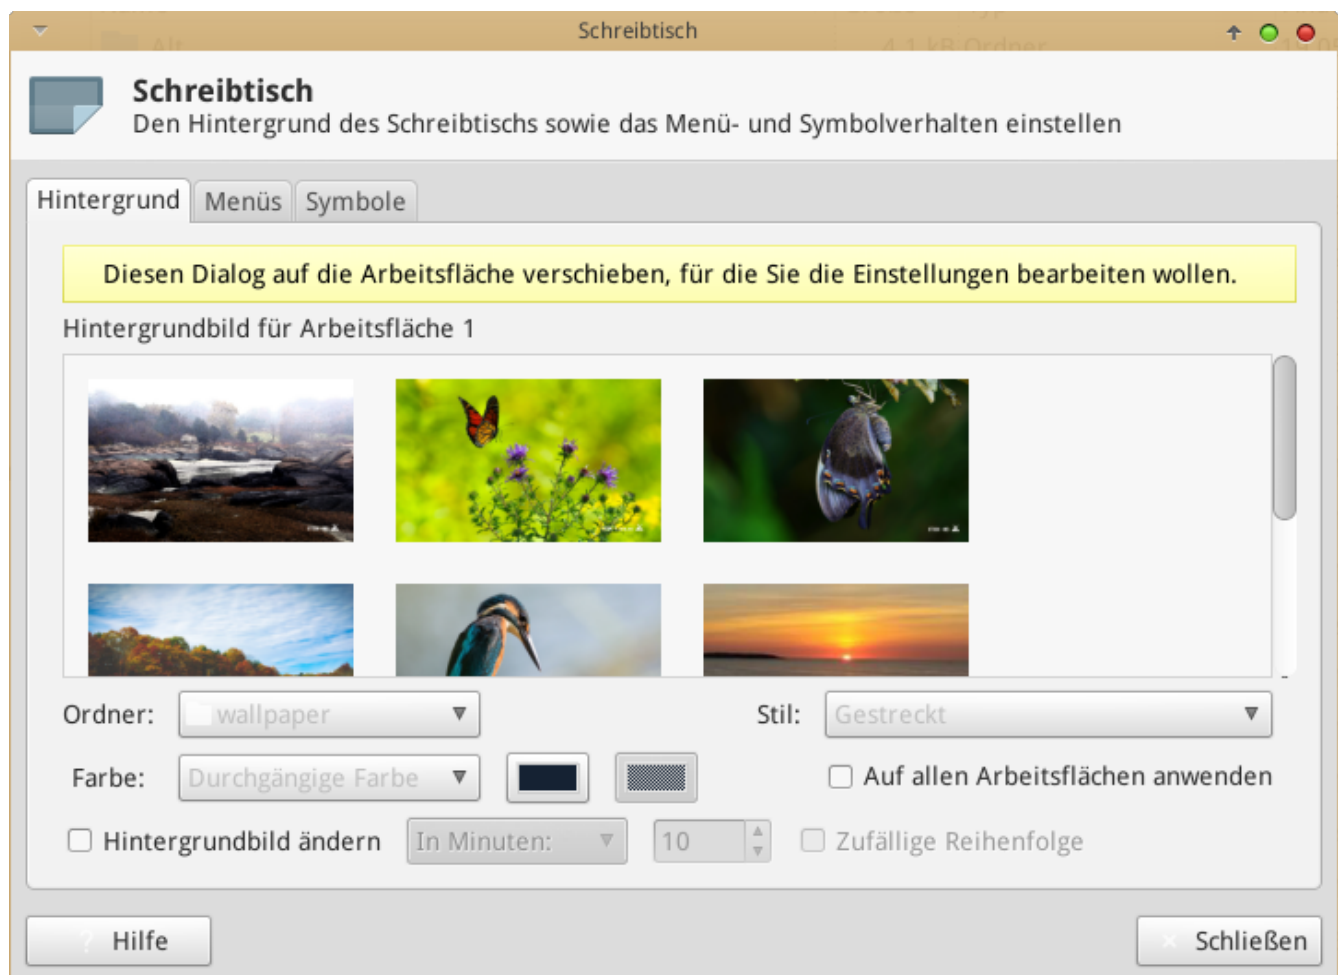 Schreibtisch
Schreibtisch
Den Hintergrund des Schreibtischs sowie das Menü- und Symbolverhalten einstellen
Hintergrund Menüs Symbole
Diesen Dialog auf die Arbeitsfläche verschieben, für die Sie die Einstellungen bearbeiten wollen.
Hintergrundbild für Arbeitsfläche 1
Ordner: wallpaper Stil: Gestreckt
Farbe: Durchgängige Farbe Auf allen Arbeitsflächen anwenden
Hintergrundbild ändern In Minuten: 10 Zufällige Reihenfolge
? Hilfe Schließen